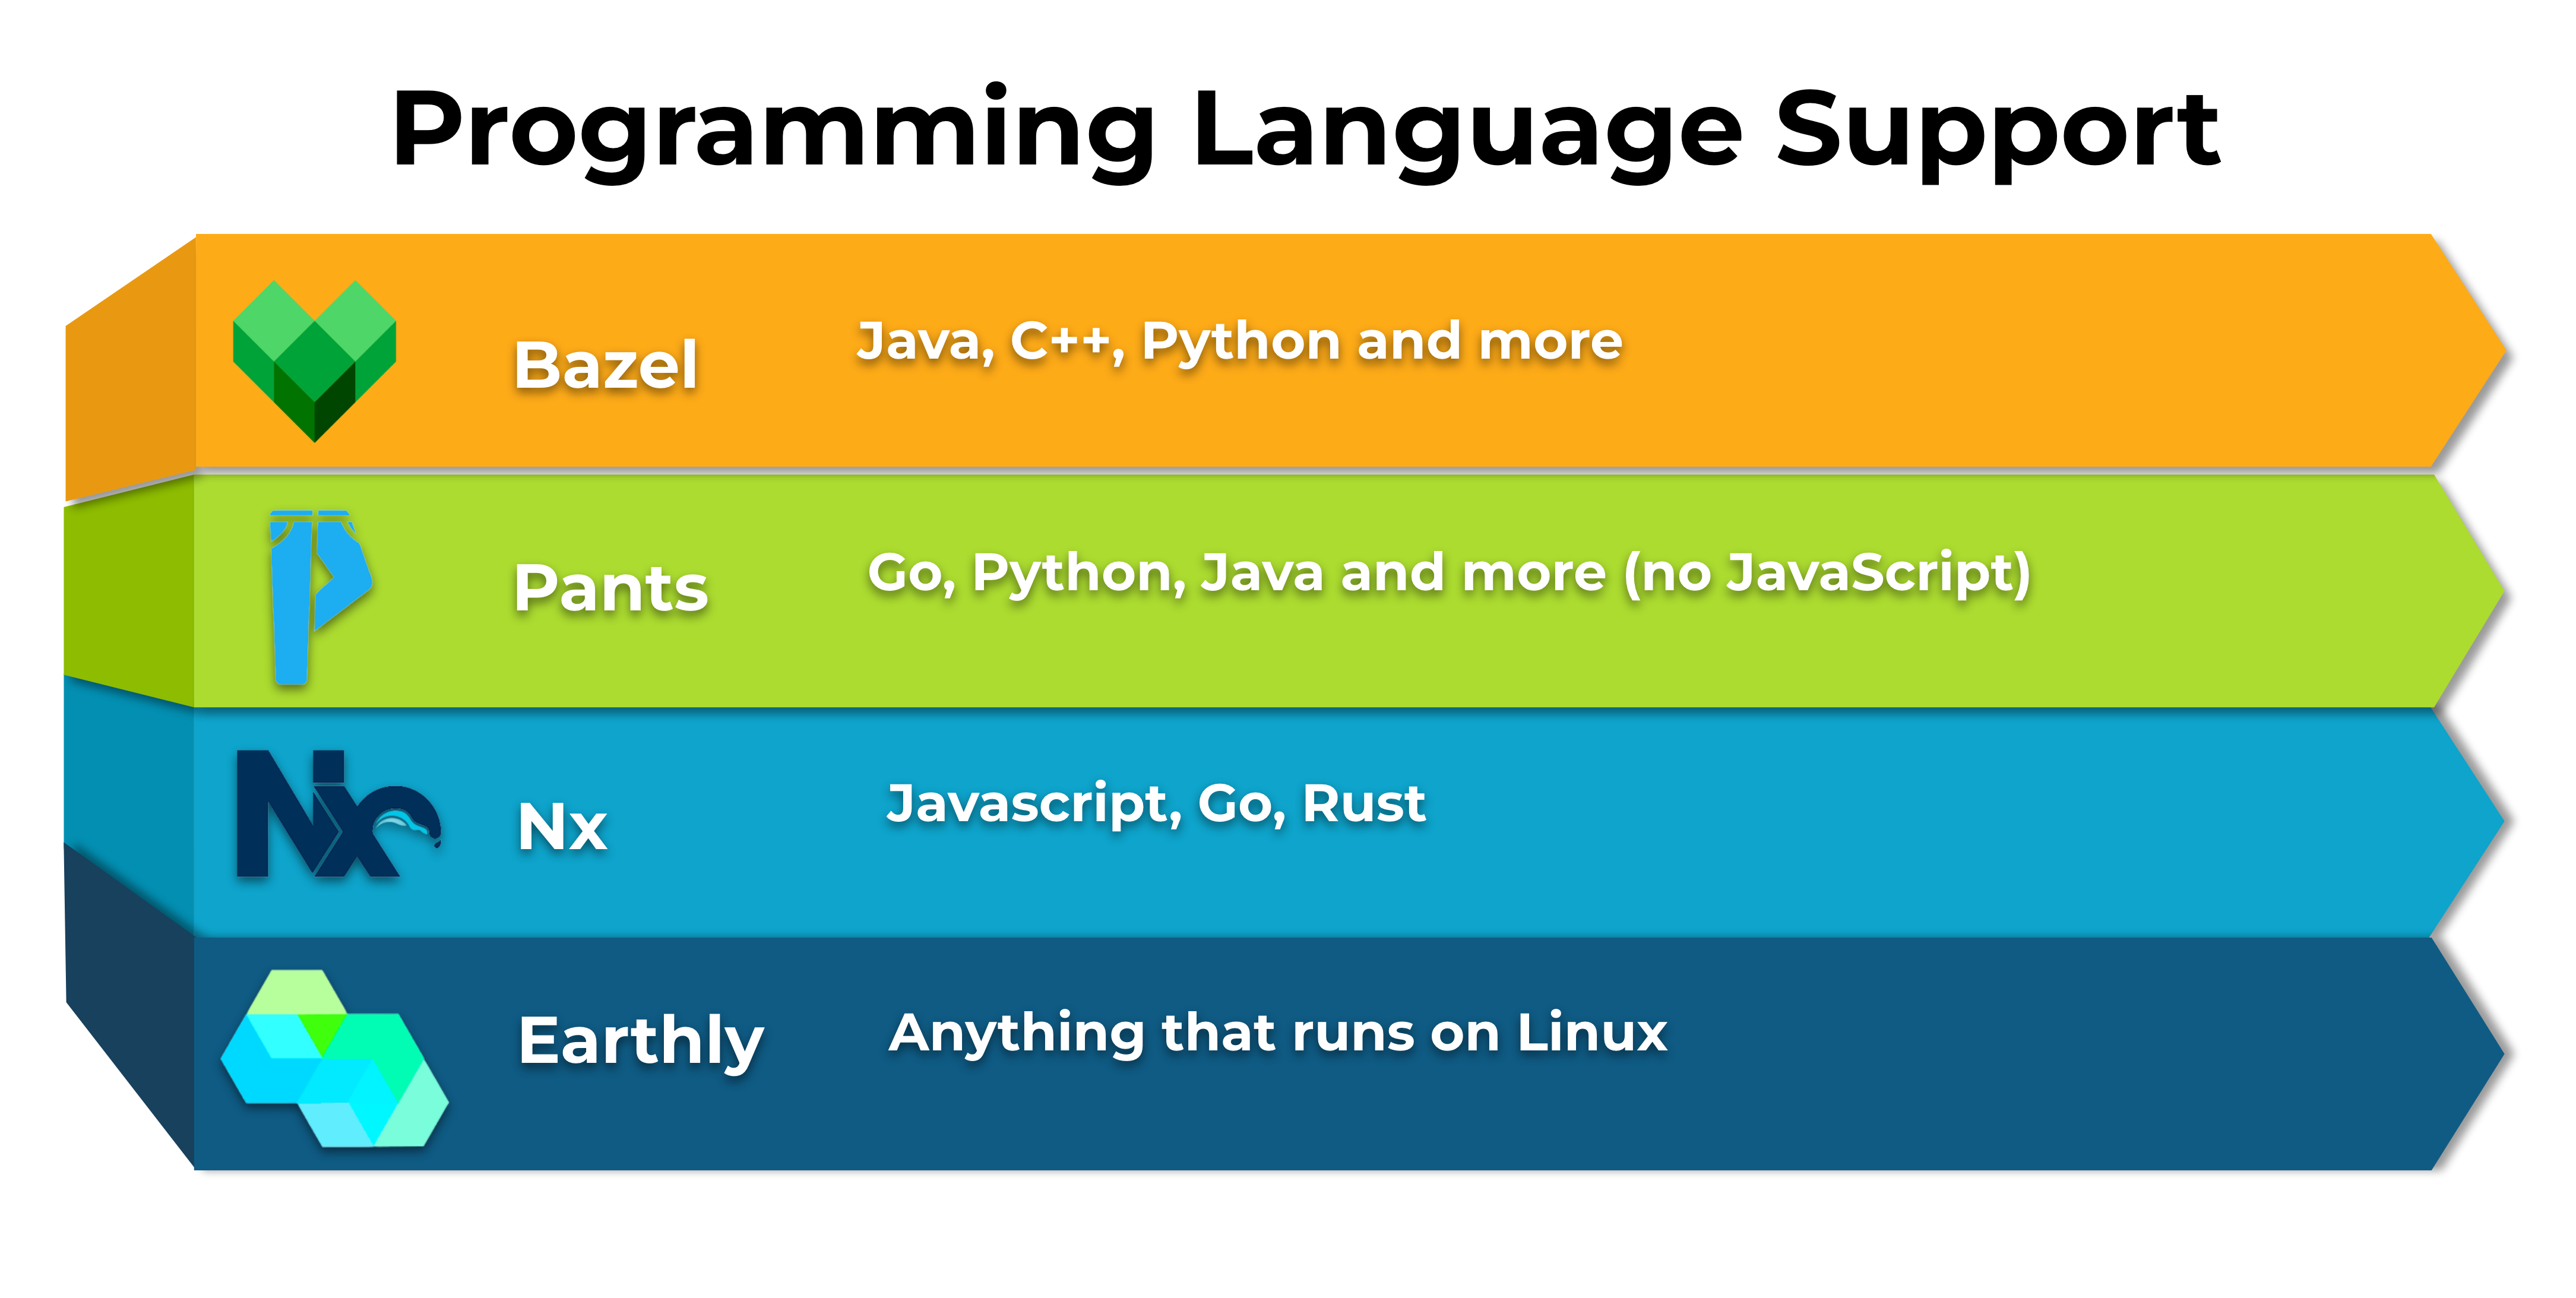 Programming Language Support
Bazel
Java, C++, Python and more
Pants
Go, Python, Java and more (no JavaScript)
Nx
Nx
Javascript, Go, Rust
Earthly
Anything that runs on Linux